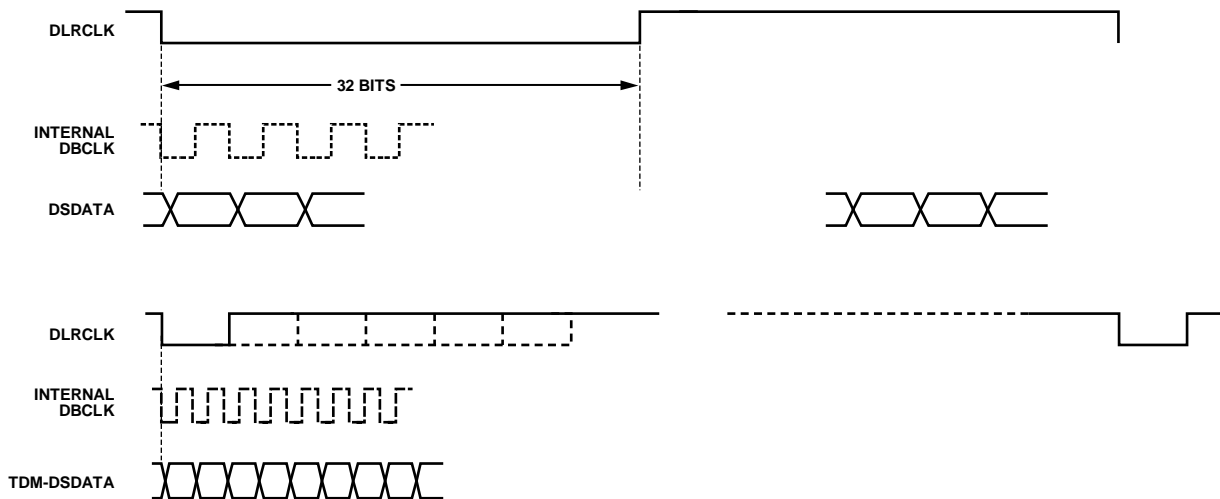 DLRCLK
32 BITS
INTERNAL
DBCLK
DSDATA
DLRCLK
INTERNAL
DBCLK
TDM-DSDATA